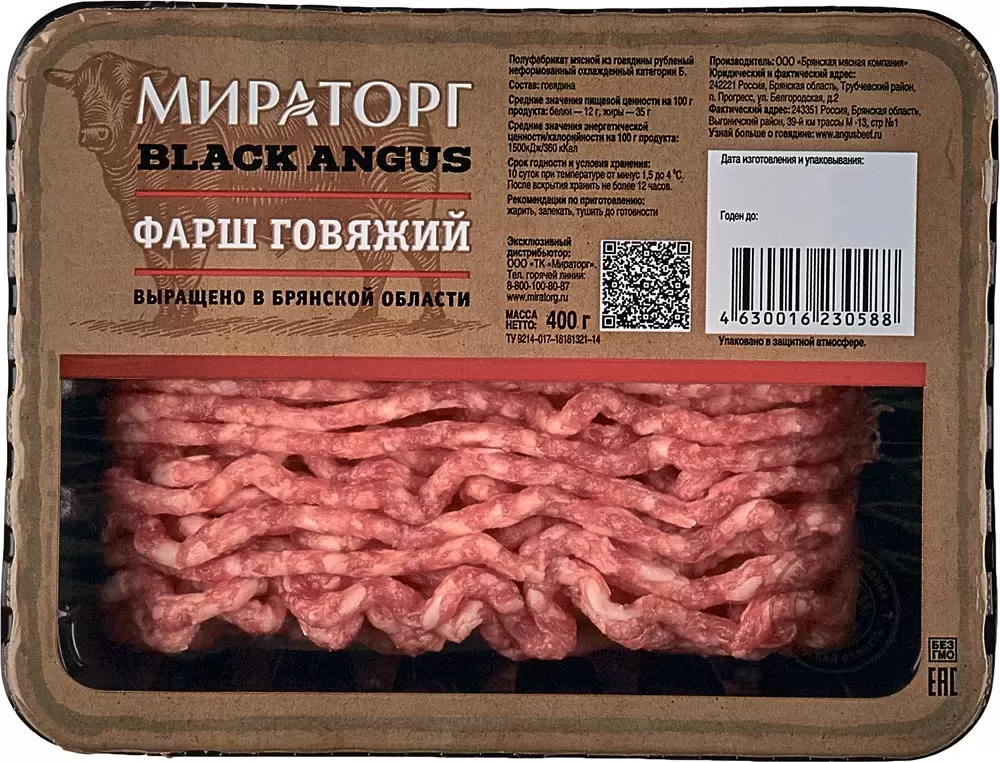 МИРАТОРГ
BLACK ANGUS
ФАРШ ГОВЯЖИЙ
ВЫРАЩЕНО В БРЯНСКОЙ ОБЛАСТИ
Полуфабрикат мясной из говядины рубленый
неформованный охлажденный категории Б.
Состав: говядина
Средние значения пищевой ценности на 100 г
продукта: белки — 12 г, жиры — 35 г
Средние значения энергетической
ценности/калорийности на 100 г продукта:
1500кДж/360 кКал
Срок годности и условия хранения:
10 суток при температуре от минус 1,5 до 4 °С.
После вскрытия хранить не более 12 часов.
Рекомендации по приготовлению:
жарить, запекать, тушить до готовности
Эксклюзивный
дистрибьютор:
ООО «ТК «Мираторг».
Тел. горячей линии:
8-800-100-80-87
www.miratorg.ru
МАССА
НЕТТО: 400 г
ТУ 9214–017–18181321–14
Производитель: ООО «Брянская мясная компания»
Юридический и фактический адрес:
242221 Россия, Брянская область, Трубчевский район,
п. Прогресс, ул. Белгородская, д.2
Фактический адрес: 243351 Россия, Брянская область,
Выгоничский район, 39-й км трассы М -13, стр №1
Узнай больше о говядине: www.angusbeef.ru
Дата изготовления и упаковывания:
Годен до:
4 630016 230588
Упаковано в защитной атмосфере.
БЕЗ
ГМО
ЕАС